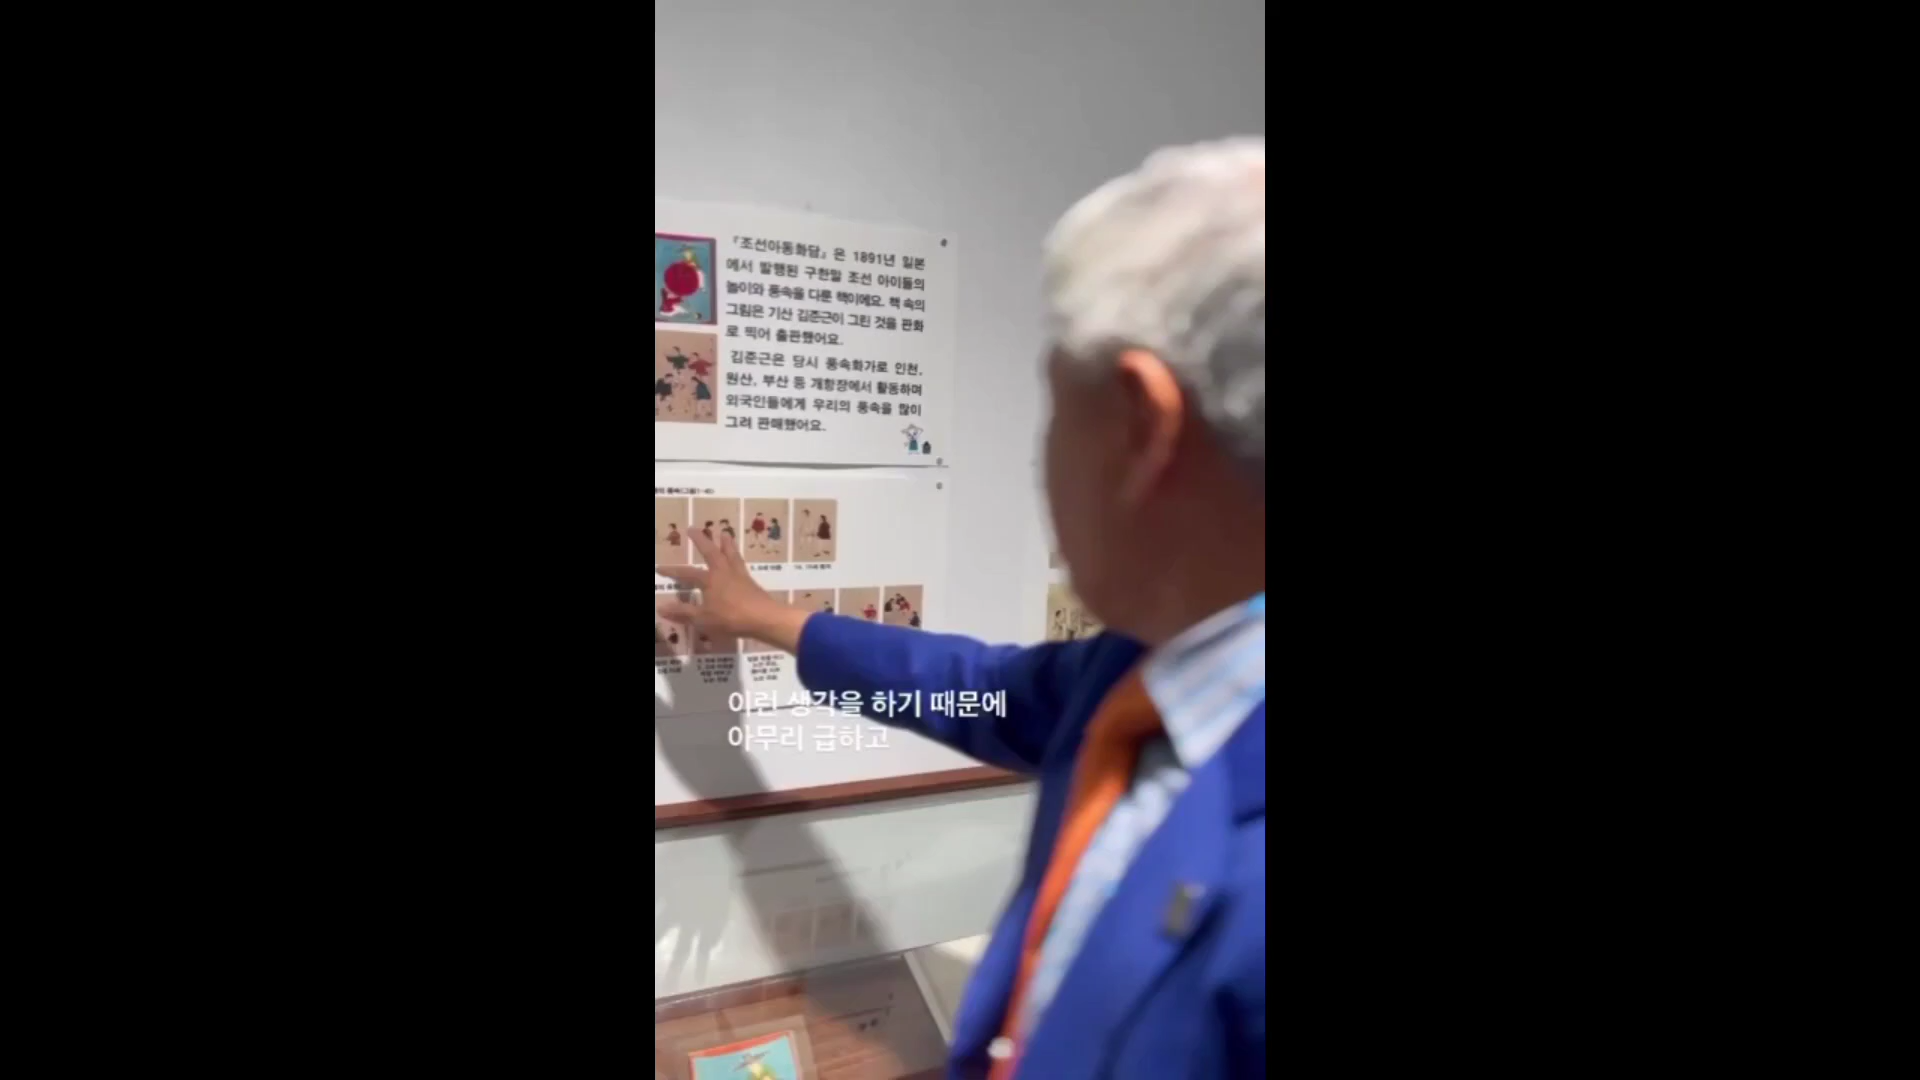 『조선아동화담』은 1891년 일본
에서 발행된 구한말 조선 아이들의
놀이와 풍속을 다룬 책이에요. 책 속의
그림은 기산 김준근이 그린 것을 판화
로 찍어 출판했어요.
김준근은 당시 풍속화가로 인천,
원산, 부산 등 개항장에서 활동하며
외국인들에게 우리의 풍속을 많이
그려 판매했어요.
이런 생각을 하기 때문에
아무리 급하고